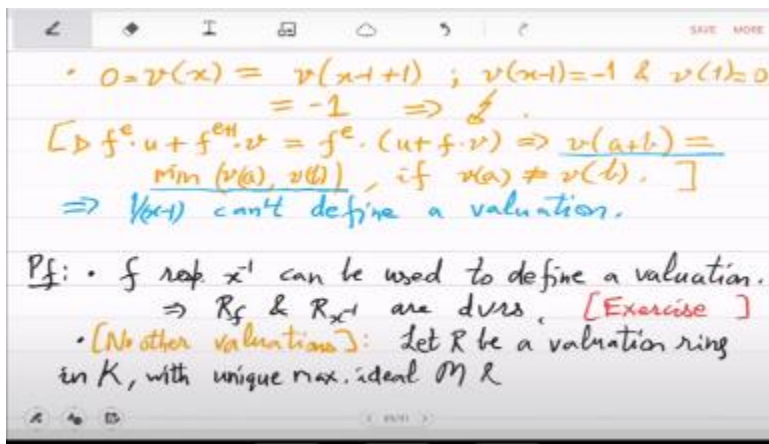 SAVE MORE
· 0=v(x) = v(x-1+1) ; v(x-1)=-1 & v(1)=0
= -1 ⇒ ↯.
[▷ f^e·u + f^{e+1}·v = f^e·(u+f·v) ⇒ v(a+b) =
min (v(a), v(b)), if v(a) ≠ v(b). ]
⇒ 1/(x-1) can't define a valuation.
Pf: · f resp. x^{-1} can be used to define a valuation.
⇒ R_f & R_{x^{-1}} are dvrs. [Exercise ]
· [No other valuations]: Let R be a valuation ring
in K, with unique max. ideal M &